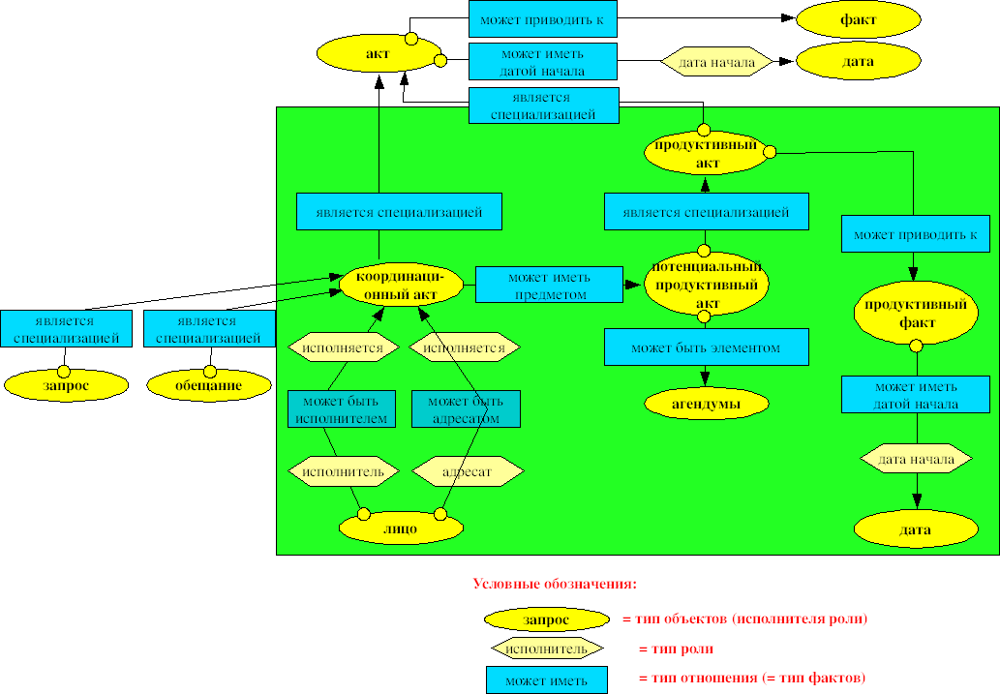 может приводить к
факт
акт
может иметь
датой начала
дата начала
дата
является
специализацией
продуктивный
акт
является специализацией
является специализацией
может приводить к
координаци-
онный акт
может иметь
предметом
потенциальный
продуктивный
акт
продуктивный
факт
является
специализацией
является
специализацией
исполняется
исполняется
может быть элементом
запрос
обещание
может быть
исполнителем
может быть
адресатом
агендумы
может иметь
датой начала
исполнитель
адресат
дата начала
лицо
дата
Условные обозначения:
запрос
= тип объектов (исполнителя роли)
исполнитель
= тип роли
может иметь
= тип отношения (= тип фактов)